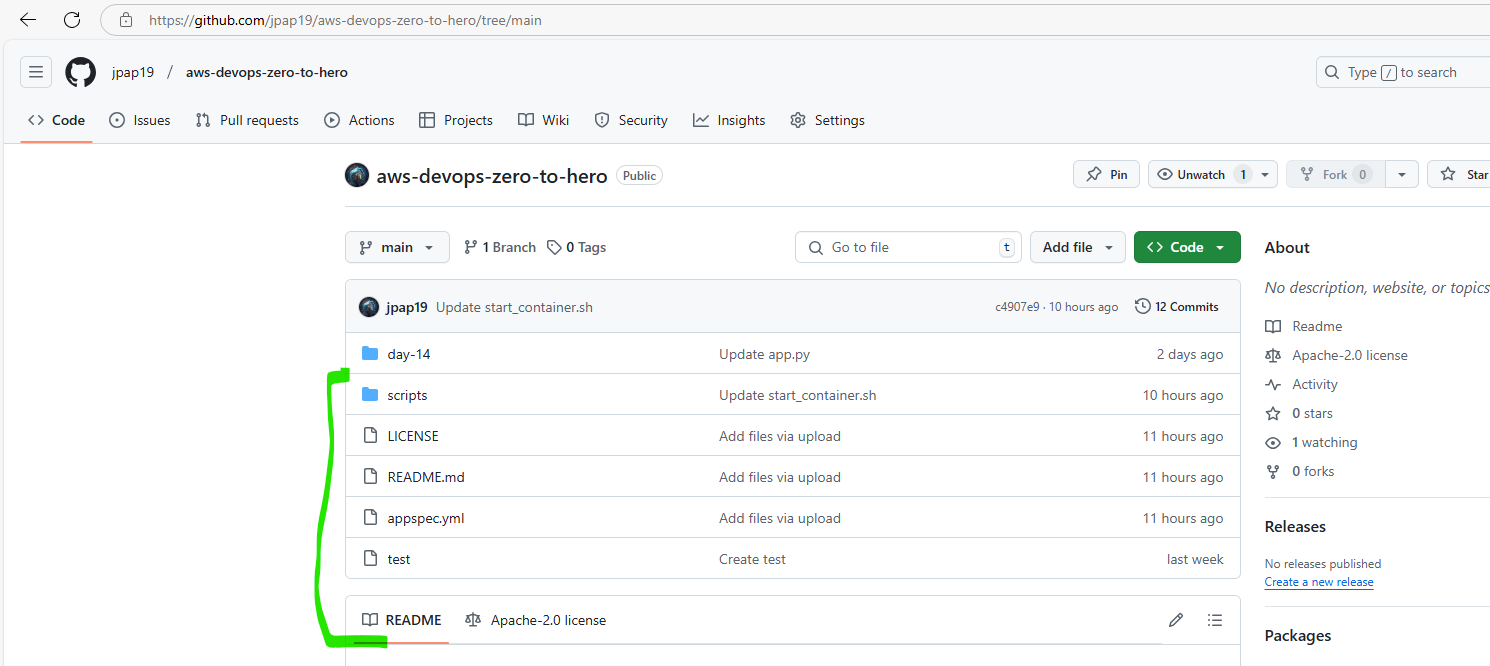 https://github.com/jpap19/aws-devops-zero-to-hero/tree/main
jpap19 / aws-devops-zero-to-hero
Type / to search
Code Issues Pull requests Actions Projects Wiki Security Insights Settings
aws-devops-zero-to-hero Public
Pin Unwatch 1 Fork 0 Star
main 1 Branch 0 Tags Go to file t Add file Code
About
No description, website, or topics
jpap19 Update start_container.sh c4907e9 · 10 hours ago 12 Commits
day-14 Update app.py 2 days ago
scripts Update start_container.sh 10 hours ago
LICENSE Add files via upload 11 hours ago
README.md Add files via upload 11 hours ago
appspec.yml Add files via upload 11 hours ago
test Create test last week
README Apache-2.0 license
Readme
Apache-2.0 license
Activity
0 stars
1 watching
0 forks
Releases
No releases published
Create a new release
Packages